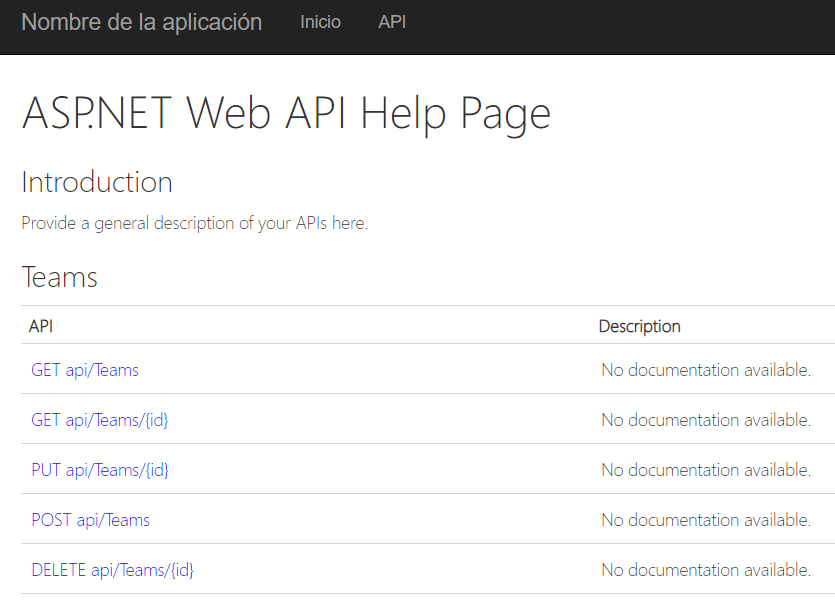 Nombre de la aplicación Inicio API
ASP.NET Web API Help Page
Introduction
Provide a general description of your APIs here.
Teams
API Description
GET api/Teams No documentation available.
GET api/Teams/{id} No documentation available.
PUT api/Teams/{id} No documentation available.
POST api/Teams No documentation available.
DELETE api/Teams/{id} No documentation available.